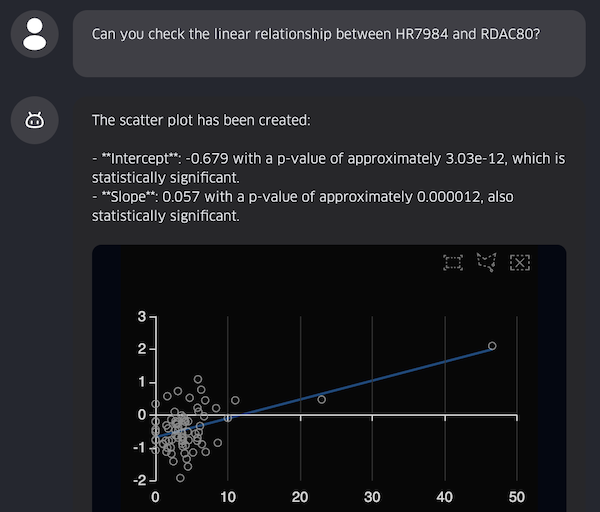 Can you check the linear relationship between HR7984 and RDAC80?
The scatter plot has been created:
- **Intercept**: -0.679 with a p-value of approximately 3.03e-12, which is
statistically significant.
- **Slope**: 0.057 with a p-value of approximately 0.000012, also
statistically significant.
3
2
1
0
-1
-2
0 10 20 30 40 50